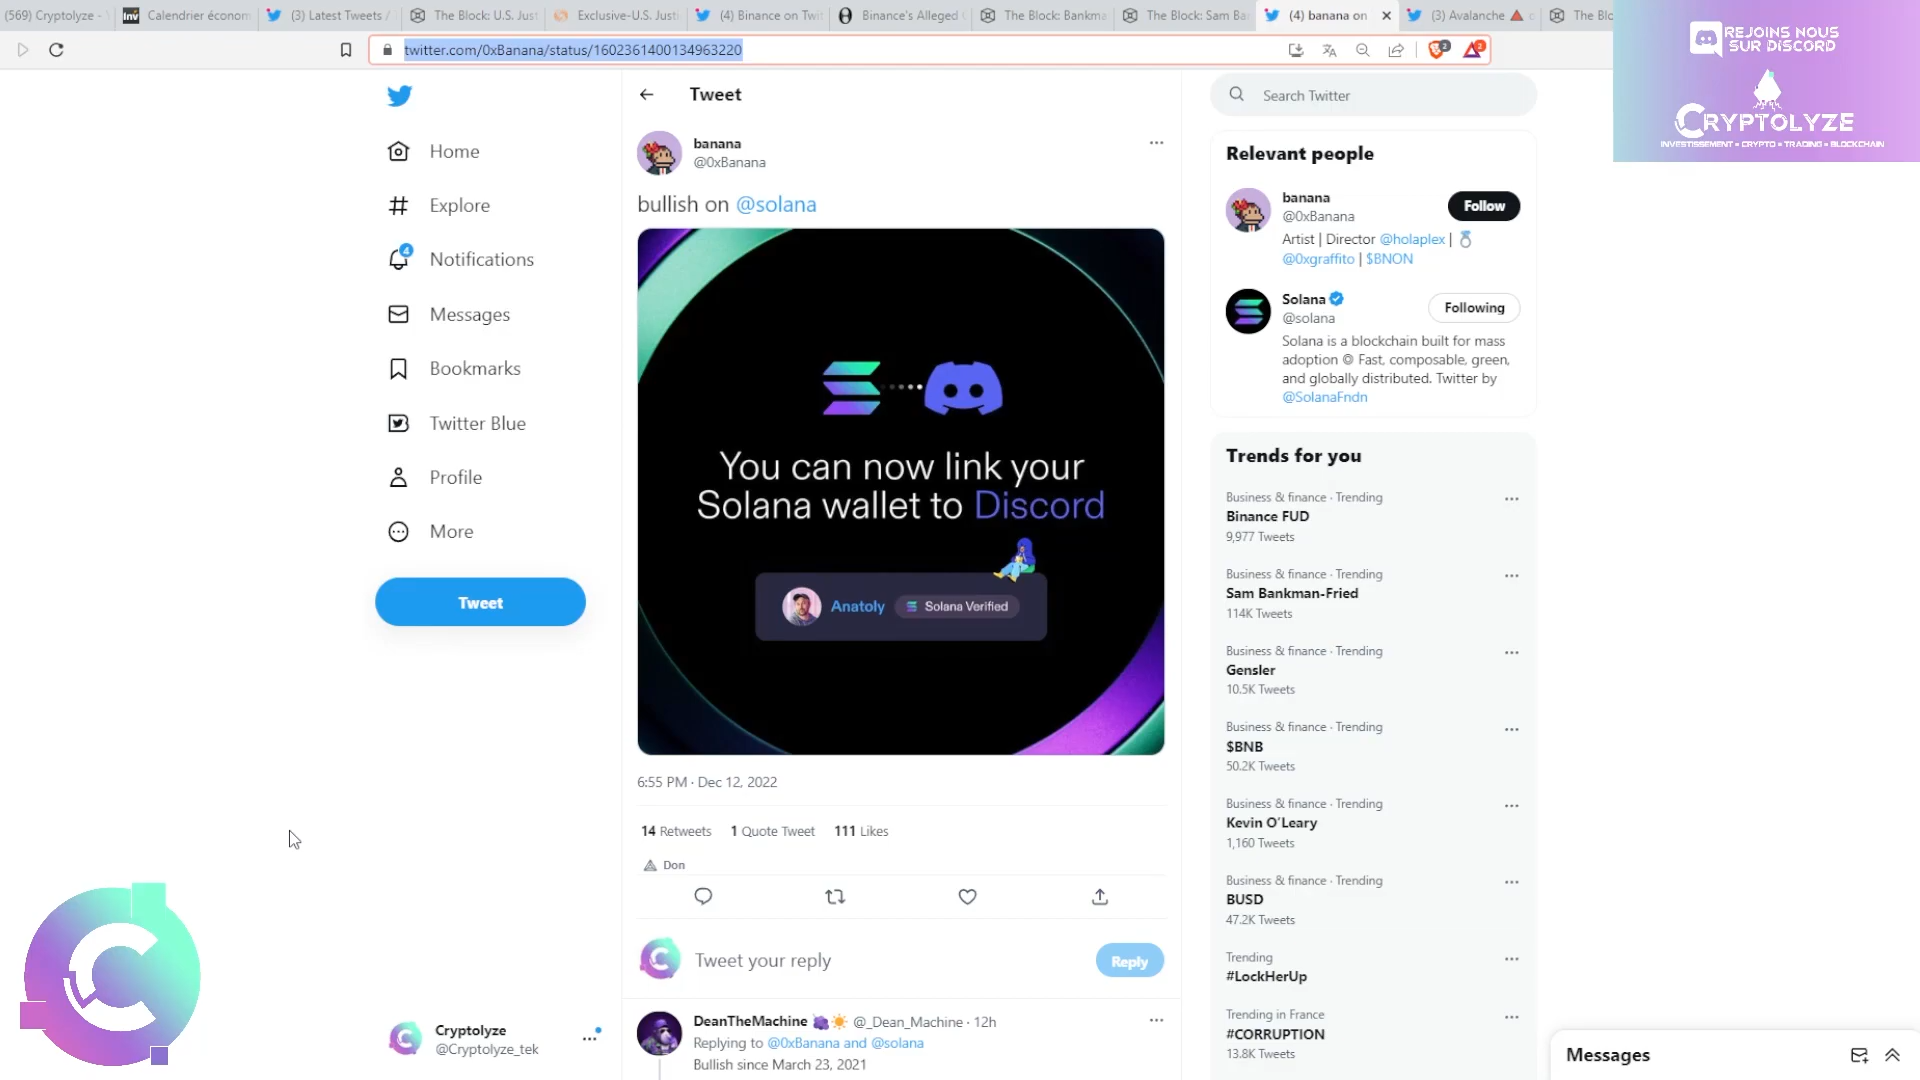 (569) Cryptolyze -
Inv Calendrier économ
(3) Latest Tweets /
The Block: U.S. Just
Exclusive-U.S. Justi
(4) Binance on Twit
Binance's Alleged
The Block: Bankma
The Block: Sam Ba
(4) banana on
(3) Avalanche
The Blo
twitter.com/0xBanana/status/1602361400134963220
2
2
REJOINS NOUS
SUR DISCORD
CRYPTOLYZE
INVESTISSEMENT • CRYPTO • TRADING • BLOCKCHAIN
Home
Explore
4
Notifications
Messages
Bookmarks
Twitter Blue
Profile
More
Tweet
Cryptolyze
@Cryptolyze_tek
Tweet
banana
@0xBanana
bullish on @solana
You can now link your
Solana wallet to Discord
Anatoly Solana Verified
6:55 PM · Dec 12, 2022
14 Retweets 1 Quote Tweet 111 Likes
Don
Tweet your reply
Reply
DeanTheMachine @_Dean_Machine · 12h
Replying to @0xBanana and @solana
Bullish since March 23, 2021
Search Twitter
Relevant people
banana
@0xBanana
Follow
Artist | Director @holaplex |
@0xgraffito | $BNON
Solana
@solana
Following
Solana is a blockchain built for mass
adoption ◎ Fast, composable, green,
and globally distributed. Twitter by
@SolanaFndn
Trends for you
Business & finance · Trending
Binance FUD
9,977 Tweets
Business & finance · Trending
Sam Bankman-Fried
114K Tweets
Business & finance · Trending
Gensler
10.5K Tweets
Business & finance · Trending
$BNB
50.2K Tweets
Business & finance · Trending
Kevin O'Leary
1,160 Tweets
Business & finance · Trending
BUSD
47.2K Tweets
Trending
#LockHerUp
Trending in France
#CORRUPTION
13.8K Tweets
Messages